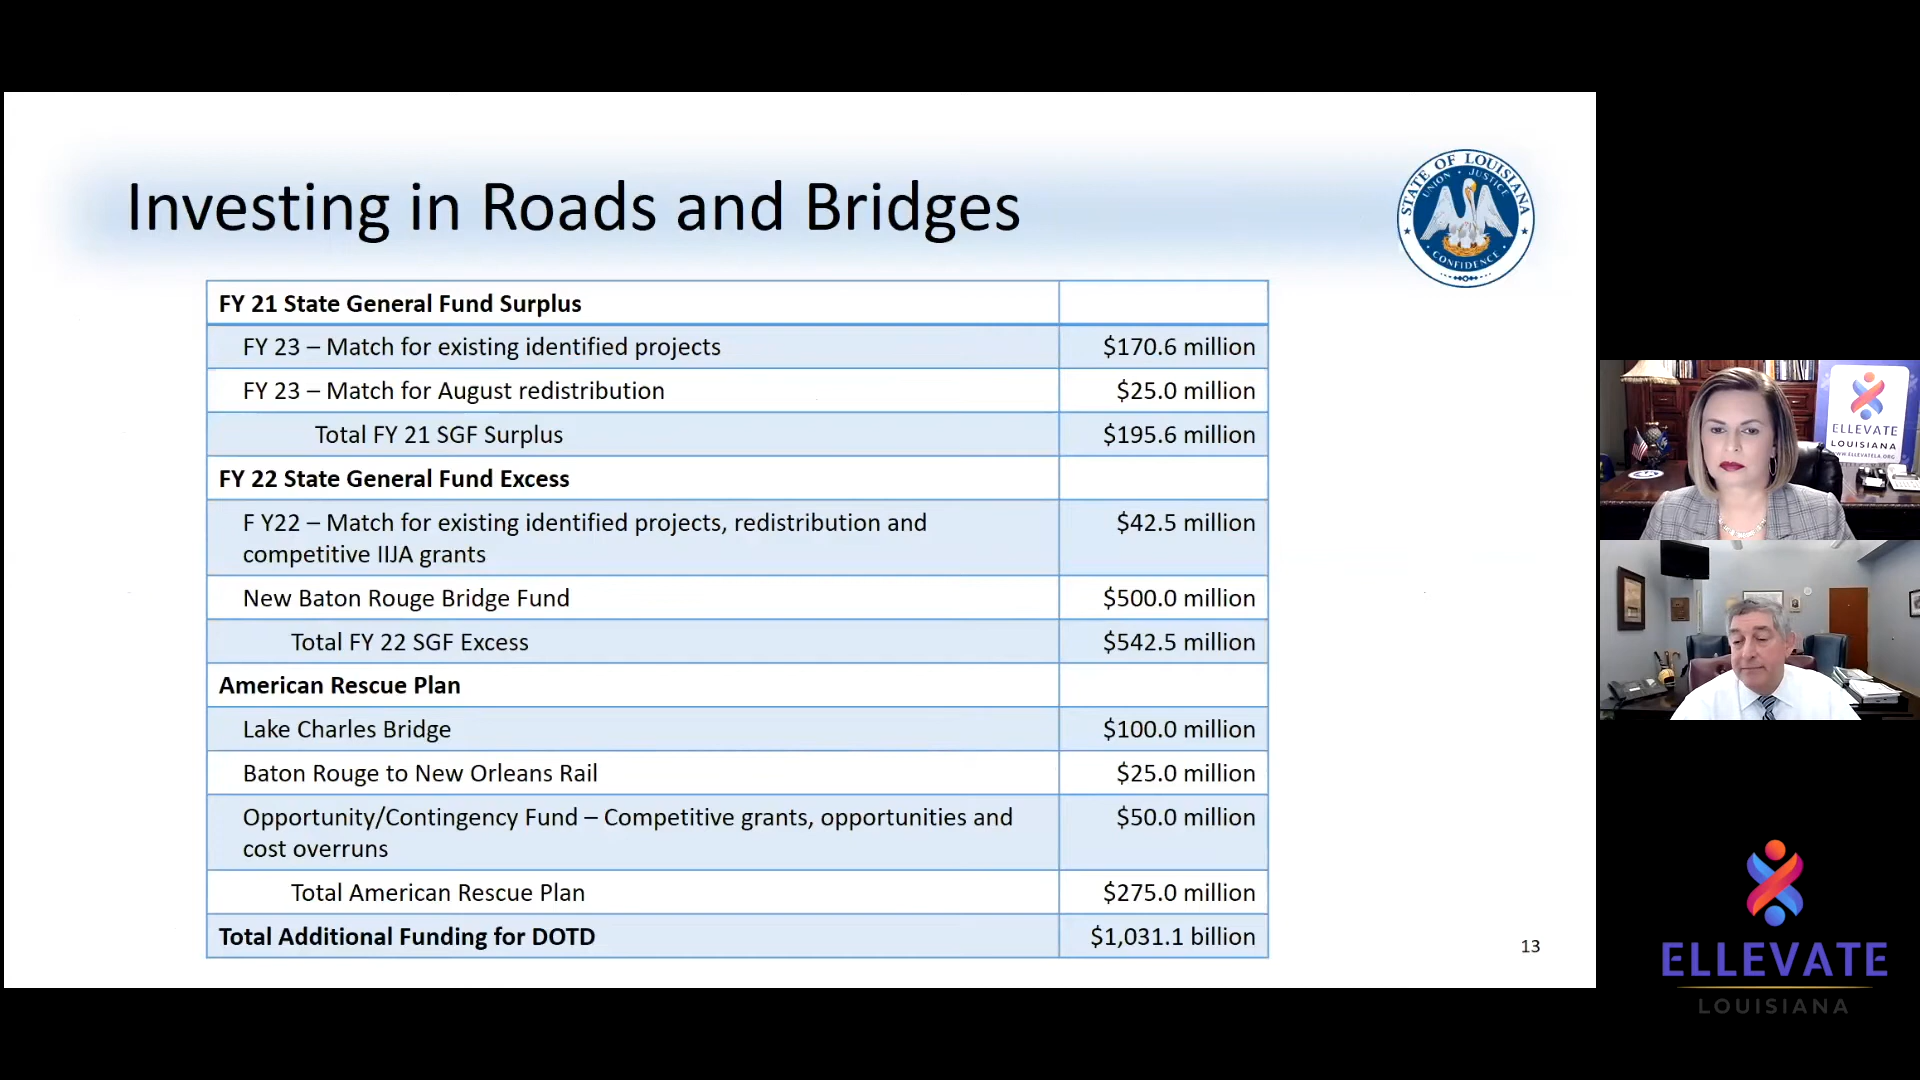 Investing in Roads and Bridges
STATE OF LOUISIANA
UNION · JUSTICE
CONFIDENCE
FY 21 State General Fund Surplus
FY 23 – Match for existing identified projects $170.6 million
FY 23 – Match for August redistribution $25.0 million
Total FY 21 SGF Surplus $195.6 million
FY 22 State General Fund Excess
F Y22 – Match for existing identified projects, redistribution and $42.5 million
competitive IIJA grants
New Baton Rouge Bridge Fund $500.0 million
Total FY 22 SGF Excess $542.5 million
American Rescue Plan
Lake Charles Bridge $100.0 million
Baton Rouge to New Orleans Rail $25.0 million
Opportunity/Contingency Fund – Competitive grants, opportunities and $50.0 million
cost overruns
Total American Rescue Plan $275.0 million
Total Additional Funding for DOTD $1,031.1 billion
13
ELLEVATE
LOUISIANA
WWW.ELLEVATELA.ORG
ELLEVATE
LOUISIANA